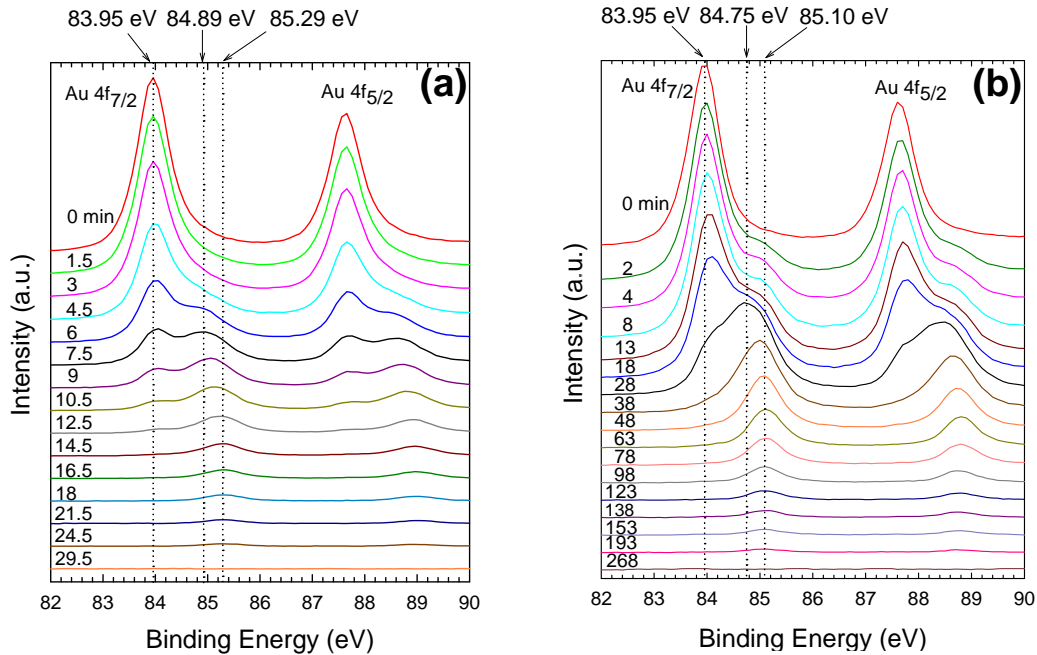 83.95 eV 84.89 eV 85.29 eV
(a)
Au 4f7/2 Au 4f5/2
0 min
1.5
3
4.5
6
7.5
9
10.5
12.5
14.5
16.5
18
21.5
24.5
29.5
82 83 84 85 86 87 88 89 90
Binding Energy (eV)
Intensity (a.u.)
83.95 eV 84.75 eV 85.10 eV
(b)
Au 4f7/2 Au 4f5/2
0 min
2
4
8
13
18
28
38
48
63
78
98
123
138
153
193
268
82 83 84 85 86 87 88 89 90
Binding Energy (eV)
Intensity (a.u.)